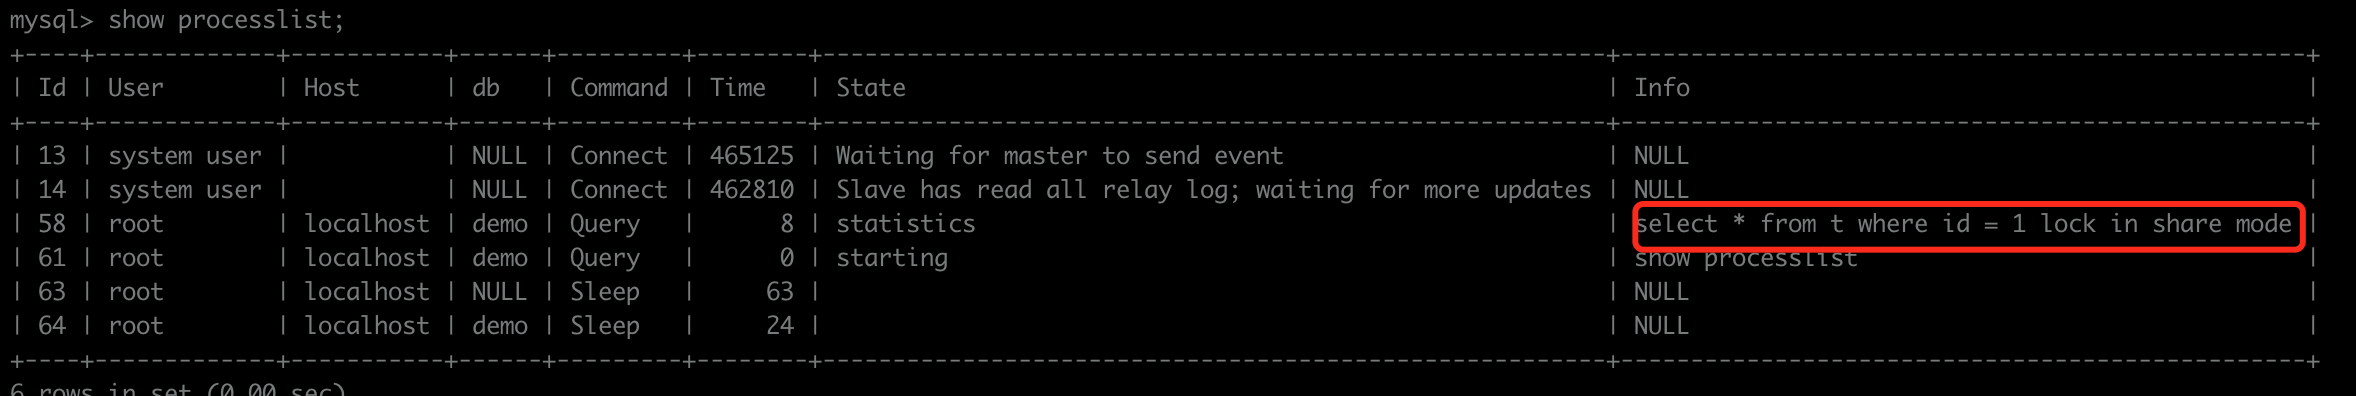 mysql> show processlist;
+----+-------------+-----------+------+---------+--------+--------------------------------------------------------+------------------------------------------------+
| Id | User        | Host      | db   | Command | Time   | State                                                  | Info                                           |
+----+-------------+-----------+------+---------+--------+--------------------------------------------------------+------------------------------------------------+
| 13 | system user |           | NULL | Connect | 465125 | Waiting for master to send event                       | NULL                                           |
| 14 | system user |           | NULL | Connect | 462810 | Slave has read all relay log; waiting for more updates | NULL                                           |
| 58 | root        | localhost | demo | Query   |      8 | statistics                                             | select * from t where id = 1 lock in share mode |
| 61 | root        | localhost | demo | Query   |      0 | starting                                               | show processlist                               |
| 63 | root        | localhost | NULL | Sleep   |     63 |                                                        | NULL                                           |
| 64 | root        | localhost | demo | Sleep   |     24 |                                                        | NULL                                           |
+----+-------------+-----------+------+---------+--------+--------------------------------------------------------+------------------------------------------------+
6 rows in set (0.00 sec)